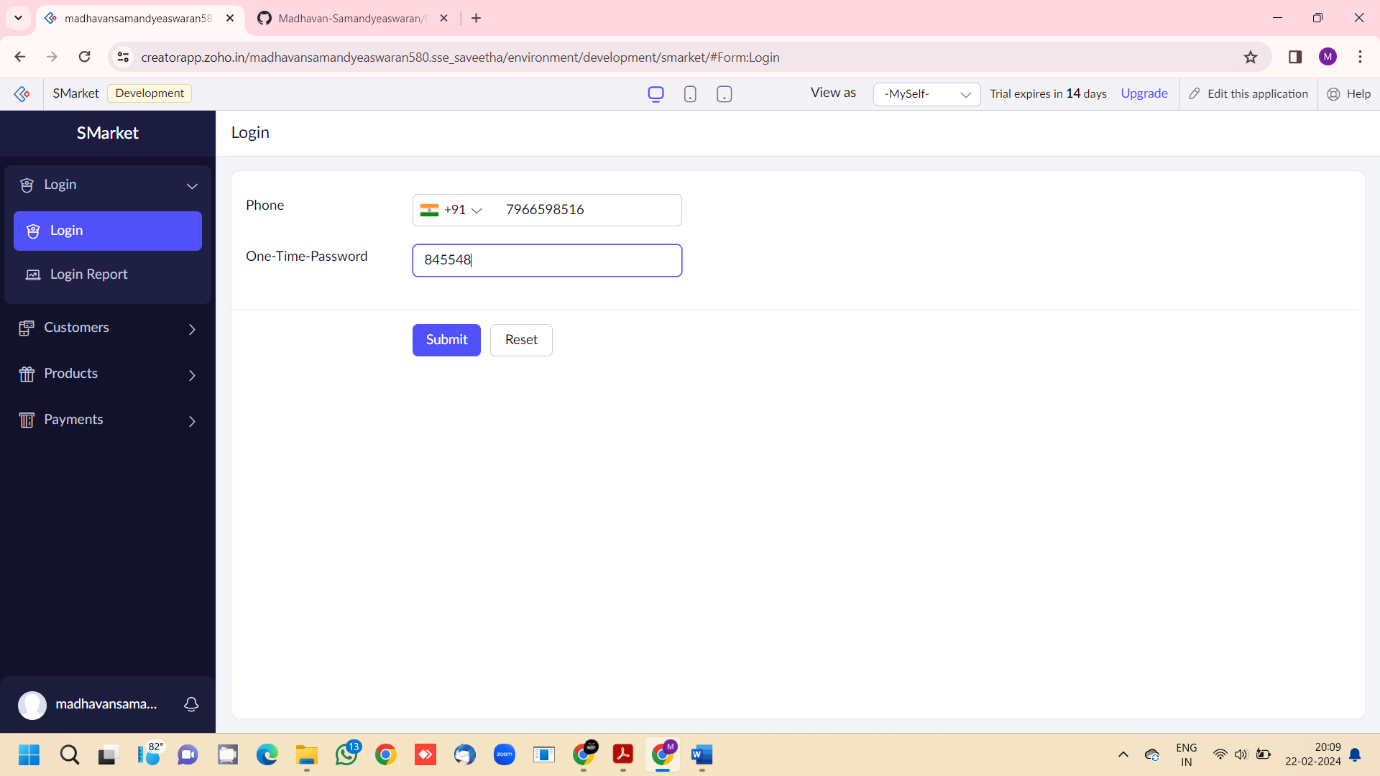 madhavansamandyeaswaran58
Madhavan-Samandyeaswaran/
creatorapp.zoho.in/madhavansamandyeaswaran580.sse_saveetha/environment/development/smarket/#Form:Login
M
SMarket Development View as -MySelf- Trial expires in 14 days Upgrade Edit this application Help
SMarket
Login
Login
Login Report
Customers
Products
Payments
madhavansama...
Login
Phone +91 7966598516
One-Time-Password 845548
Submit Reset
82° 13 zoom M W
ENG
IN
20:09
22-02-2024